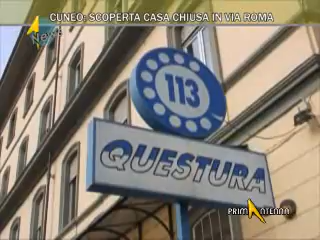 CUNEO: SCOPERTA CASA CHIUSA IN VIA ROMA
News
113
QUESTURA
PRIMANTENNA